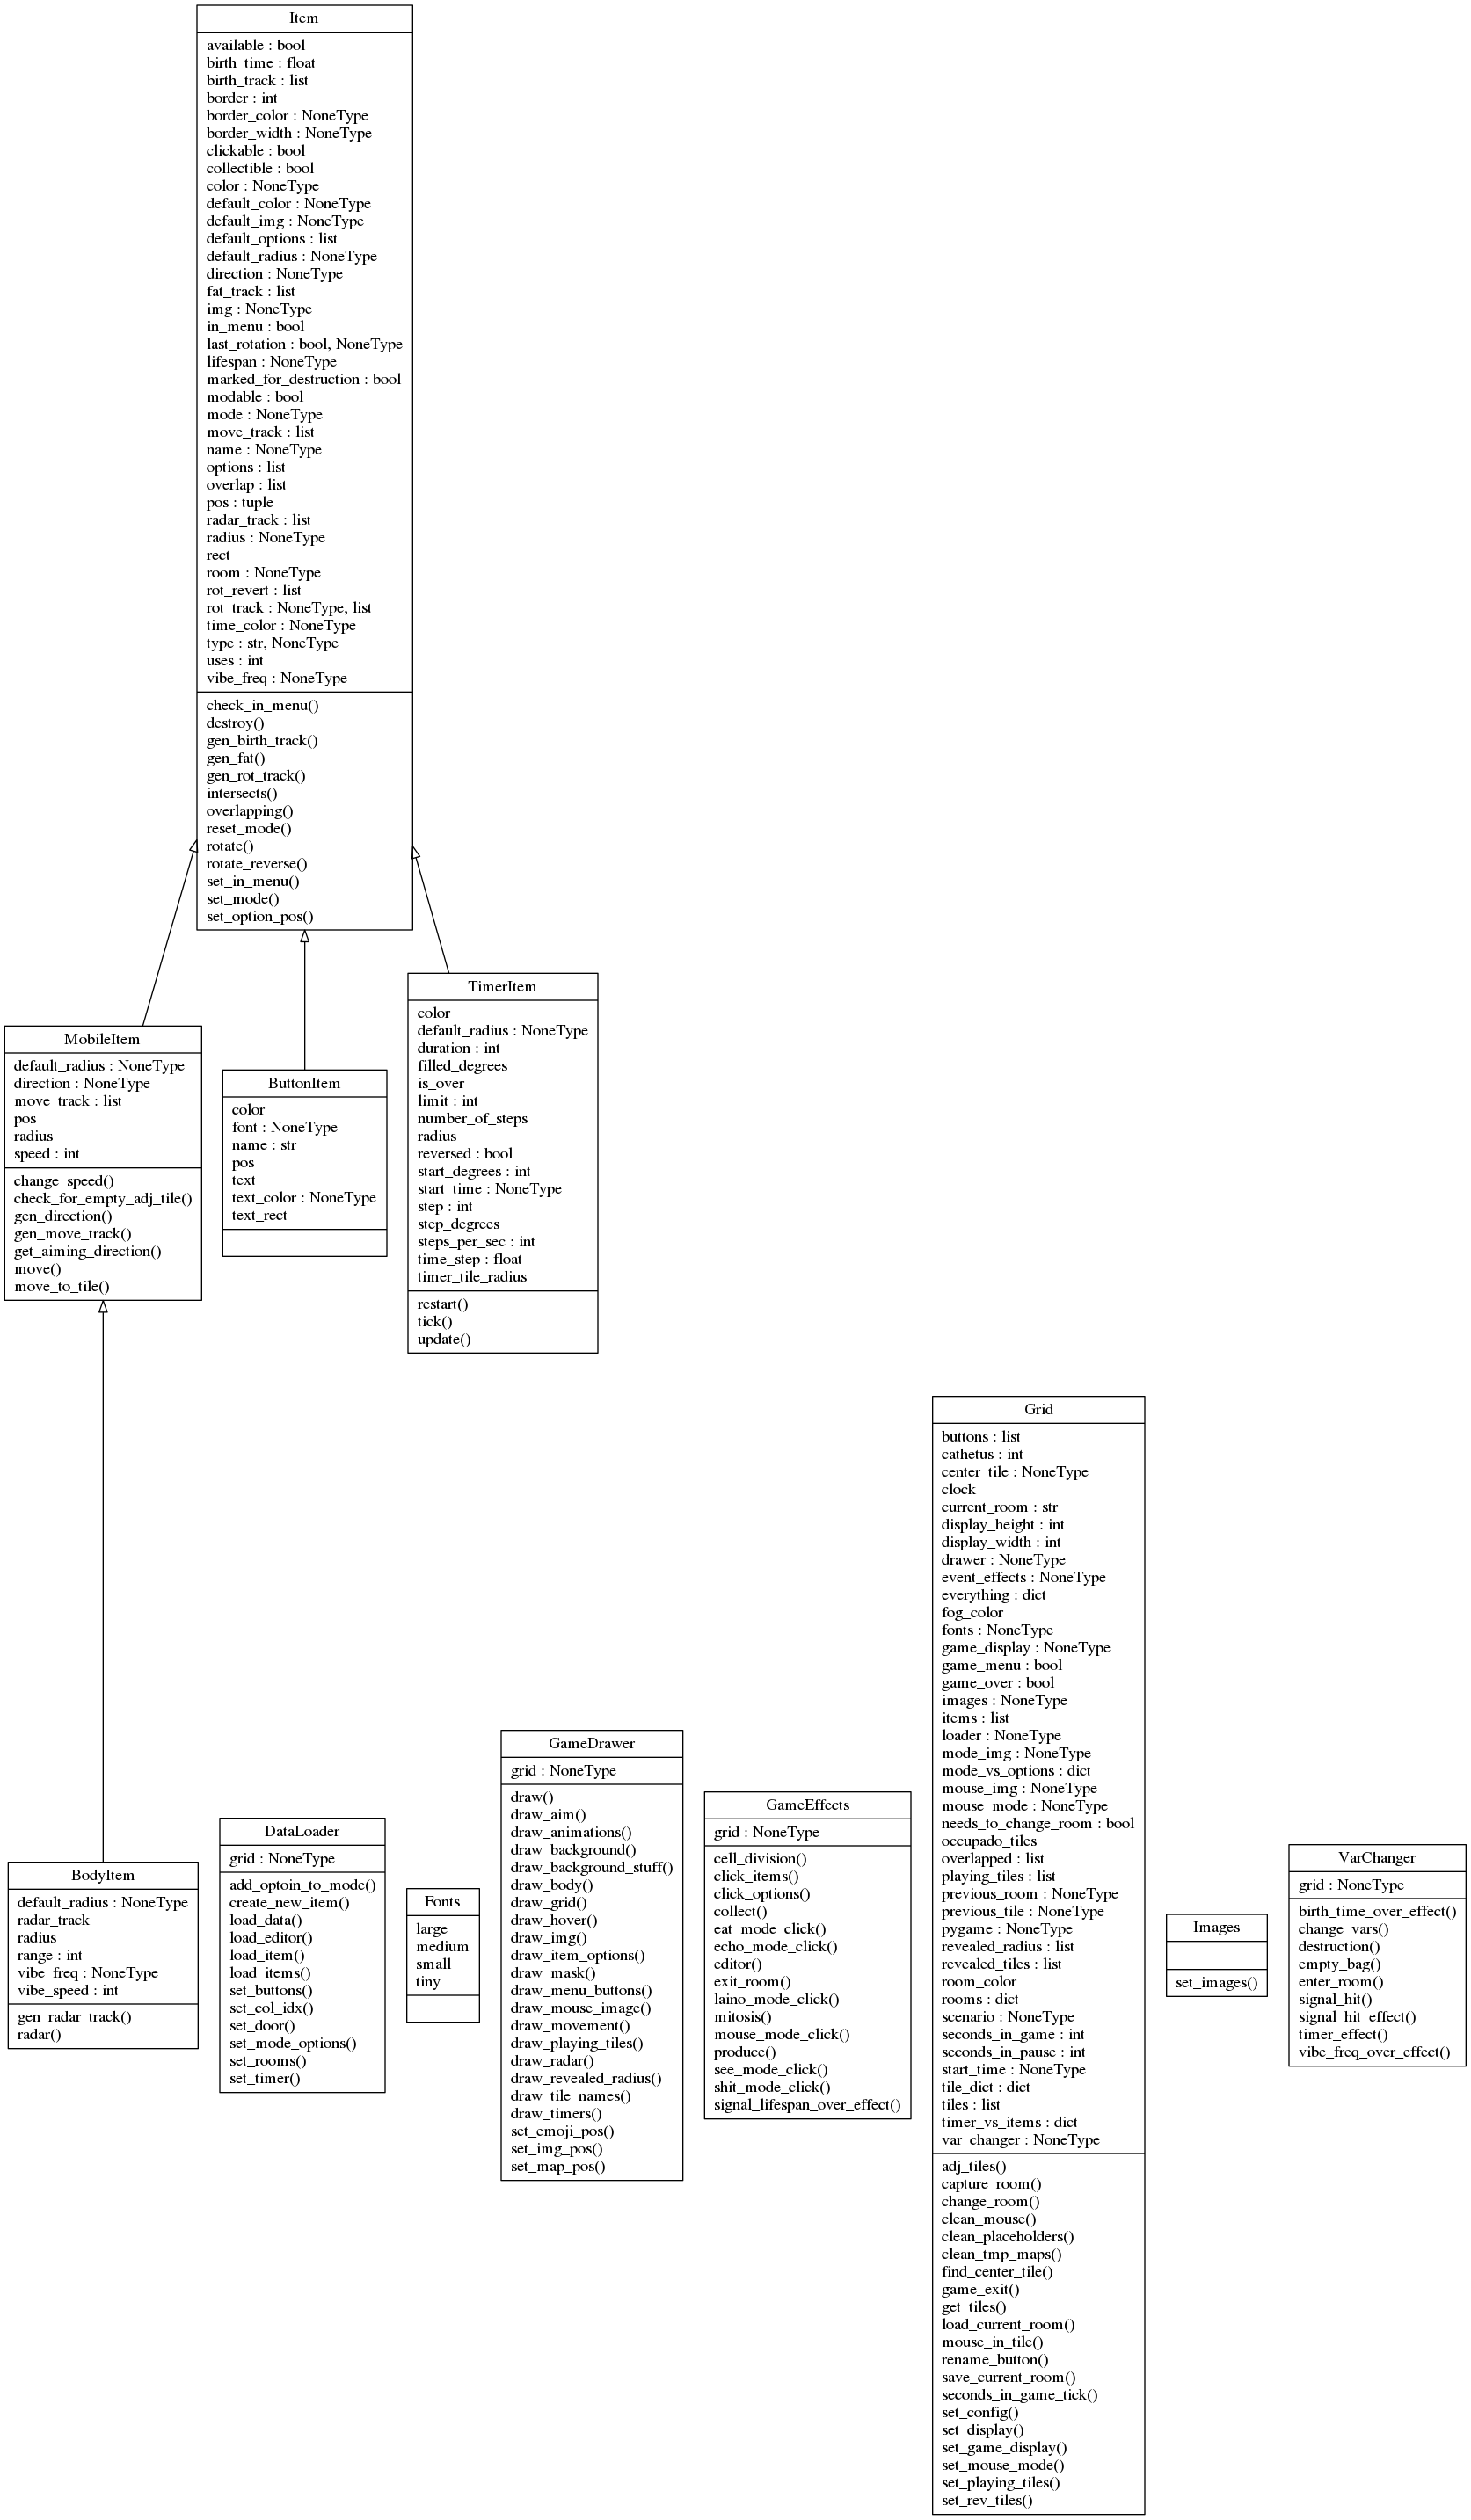 Item
available : bool
birth_time : float
birth_track : list
border : int
border_color : NoneType
border_width : NoneType
clickable : bool
collectible : bool
color : NoneType
default_color : NoneType
default_img : NoneType
default_options : list
default_radius : NoneType
direction : NoneType
fat_track : list
img : NoneType
in_menu : bool
last_rotation : bool, NoneType
lifespan : NoneType
marked_for_destruction : bool
modable : bool
mode : NoneType
move_track : list
name : NoneType
options : list
overlap : list
pos : tuple
radar_track : list
radius : NoneType
rect
room : NoneType
rot_revert : list
rot_track : NoneType, list
time_color : NoneType
type : str, NoneType
uses : int
vibe_freq : NoneType
check_in_menu()
destroy()
gen_birth_track()
gen_fat()
gen_rot_track()
intersects()
overlapping()
reset_mode()
rotate()
rotate_reverse()
set_in_menu()
set_mode()
set_option_pos()
MobileItem
default_radius : NoneType
direction : NoneType
move_track : list
pos
radius
speed : int
change_speed()
check_for_empty_adj_tile()
gen_direction()
gen_move_track()
get_aiming_direction()
move()
move_to_tile()
ButtonItem
color
font : NoneType
name : str
pos
text
text_color : NoneType
text_rect
TimerItem
color
default_radius : NoneType
duration : int
filled_degrees
is_over
limit : int
number_of_steps
radius
reversed : bool
start_degrees : int
start_time : NoneType
step : int
step_degrees
steps_per_sec : int
time_step : float
timer_tile_radius
restart()
tick()
update()
BodyItem
default_radius : NoneType
radar_track
radius
range : int
vibe_freq : NoneType
vibe_speed : int
gen_radar_track()
radar()
DataLoader
grid : NoneType
add_optoin_to_mode()
create_new_item()
load_data()
load_editor()
load_item()
load_items()
set_buttons()
set_col_idx()
set_door()
set_mode_options()
set_rooms()
set_timer()
Fonts
large
medium
small
tiny
GameDrawer
grid : NoneType
draw()
draw_aim()
draw_animations()
draw_background()
draw_background_stuff()
draw_body()
draw_grid()
draw_hover()
draw_img()
draw_item_options()
draw_mask()
draw_menu_buttons()
draw_mouse_image()
draw_movement()
draw_playing_tiles()
draw_radar()
draw_revealed_radius()
draw_tile_names()
draw_timers()
set_emoji_pos()
set_img_pos()
set_map_pos()
GameEffects
grid : NoneType
cell_division()
click_items()
click_options()
collect()
eat_mode_click()
echo_mode_click()
editor()
exit_room()
laino_mode_click()
mitosis()
mouse_mode_click()
produce()
see_mode_click()
shit_mode_click()
signal_lifespan_over_effect()
Grid
buttons : list
cathetus : int
center_tile : NoneType
clock
current_room : str
display_height : int
display_width : int
drawer : NoneType
event_effects : NoneType
everything : dict
fog_color
fonts : NoneType
game_display : NoneType
game_menu : bool
game_over : bool
images : NoneType
items : list
loader : NoneType
mode_img : NoneType
mode_vs_options : dict
mouse_img : NoneType
mouse_mode : NoneType
needs_to_change_room : bool
occupado_tiles
overlapped : list
playing_tiles : list
previous_room : NoneType
previous_tile : NoneType
pygame : NoneType
revealed_radius : list
revealed_tiles : list
room_color
rooms : dict
scenario : NoneType
seconds_in_game : int
seconds_in_pause : int
start_time : NoneType
tile_dict : dict
tiles : list
timer_vs_items : dict
var_changer : NoneType
adj_tiles()
capture_room()
change_room()
clean_mouse()
clean_placeholders()
clean_tmp_maps()
find_center_tile()
game_exit()
get_tiles()
load_current_room()
mouse_in_tile()
rename_button()
save_current_room()
seconds_in_game_tick()
set_config()
set_display()
set_game_display()
set_mouse_mode()
set_playing_tiles()
set_rev_tiles()
Images
set_images()
VarChanger
grid : NoneType
birth_time_over_effect()
change_vars()
destruction()
empty_bag()
enter_room()
signal_hit()
signal_hit_effect()
timer_effect()
vibe_freq_over_effect()